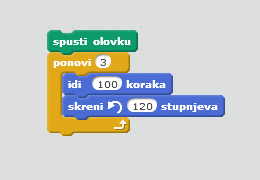 spusti olovku
ponovi 3
idi 100 koraka
skreni 120 stupnjeva